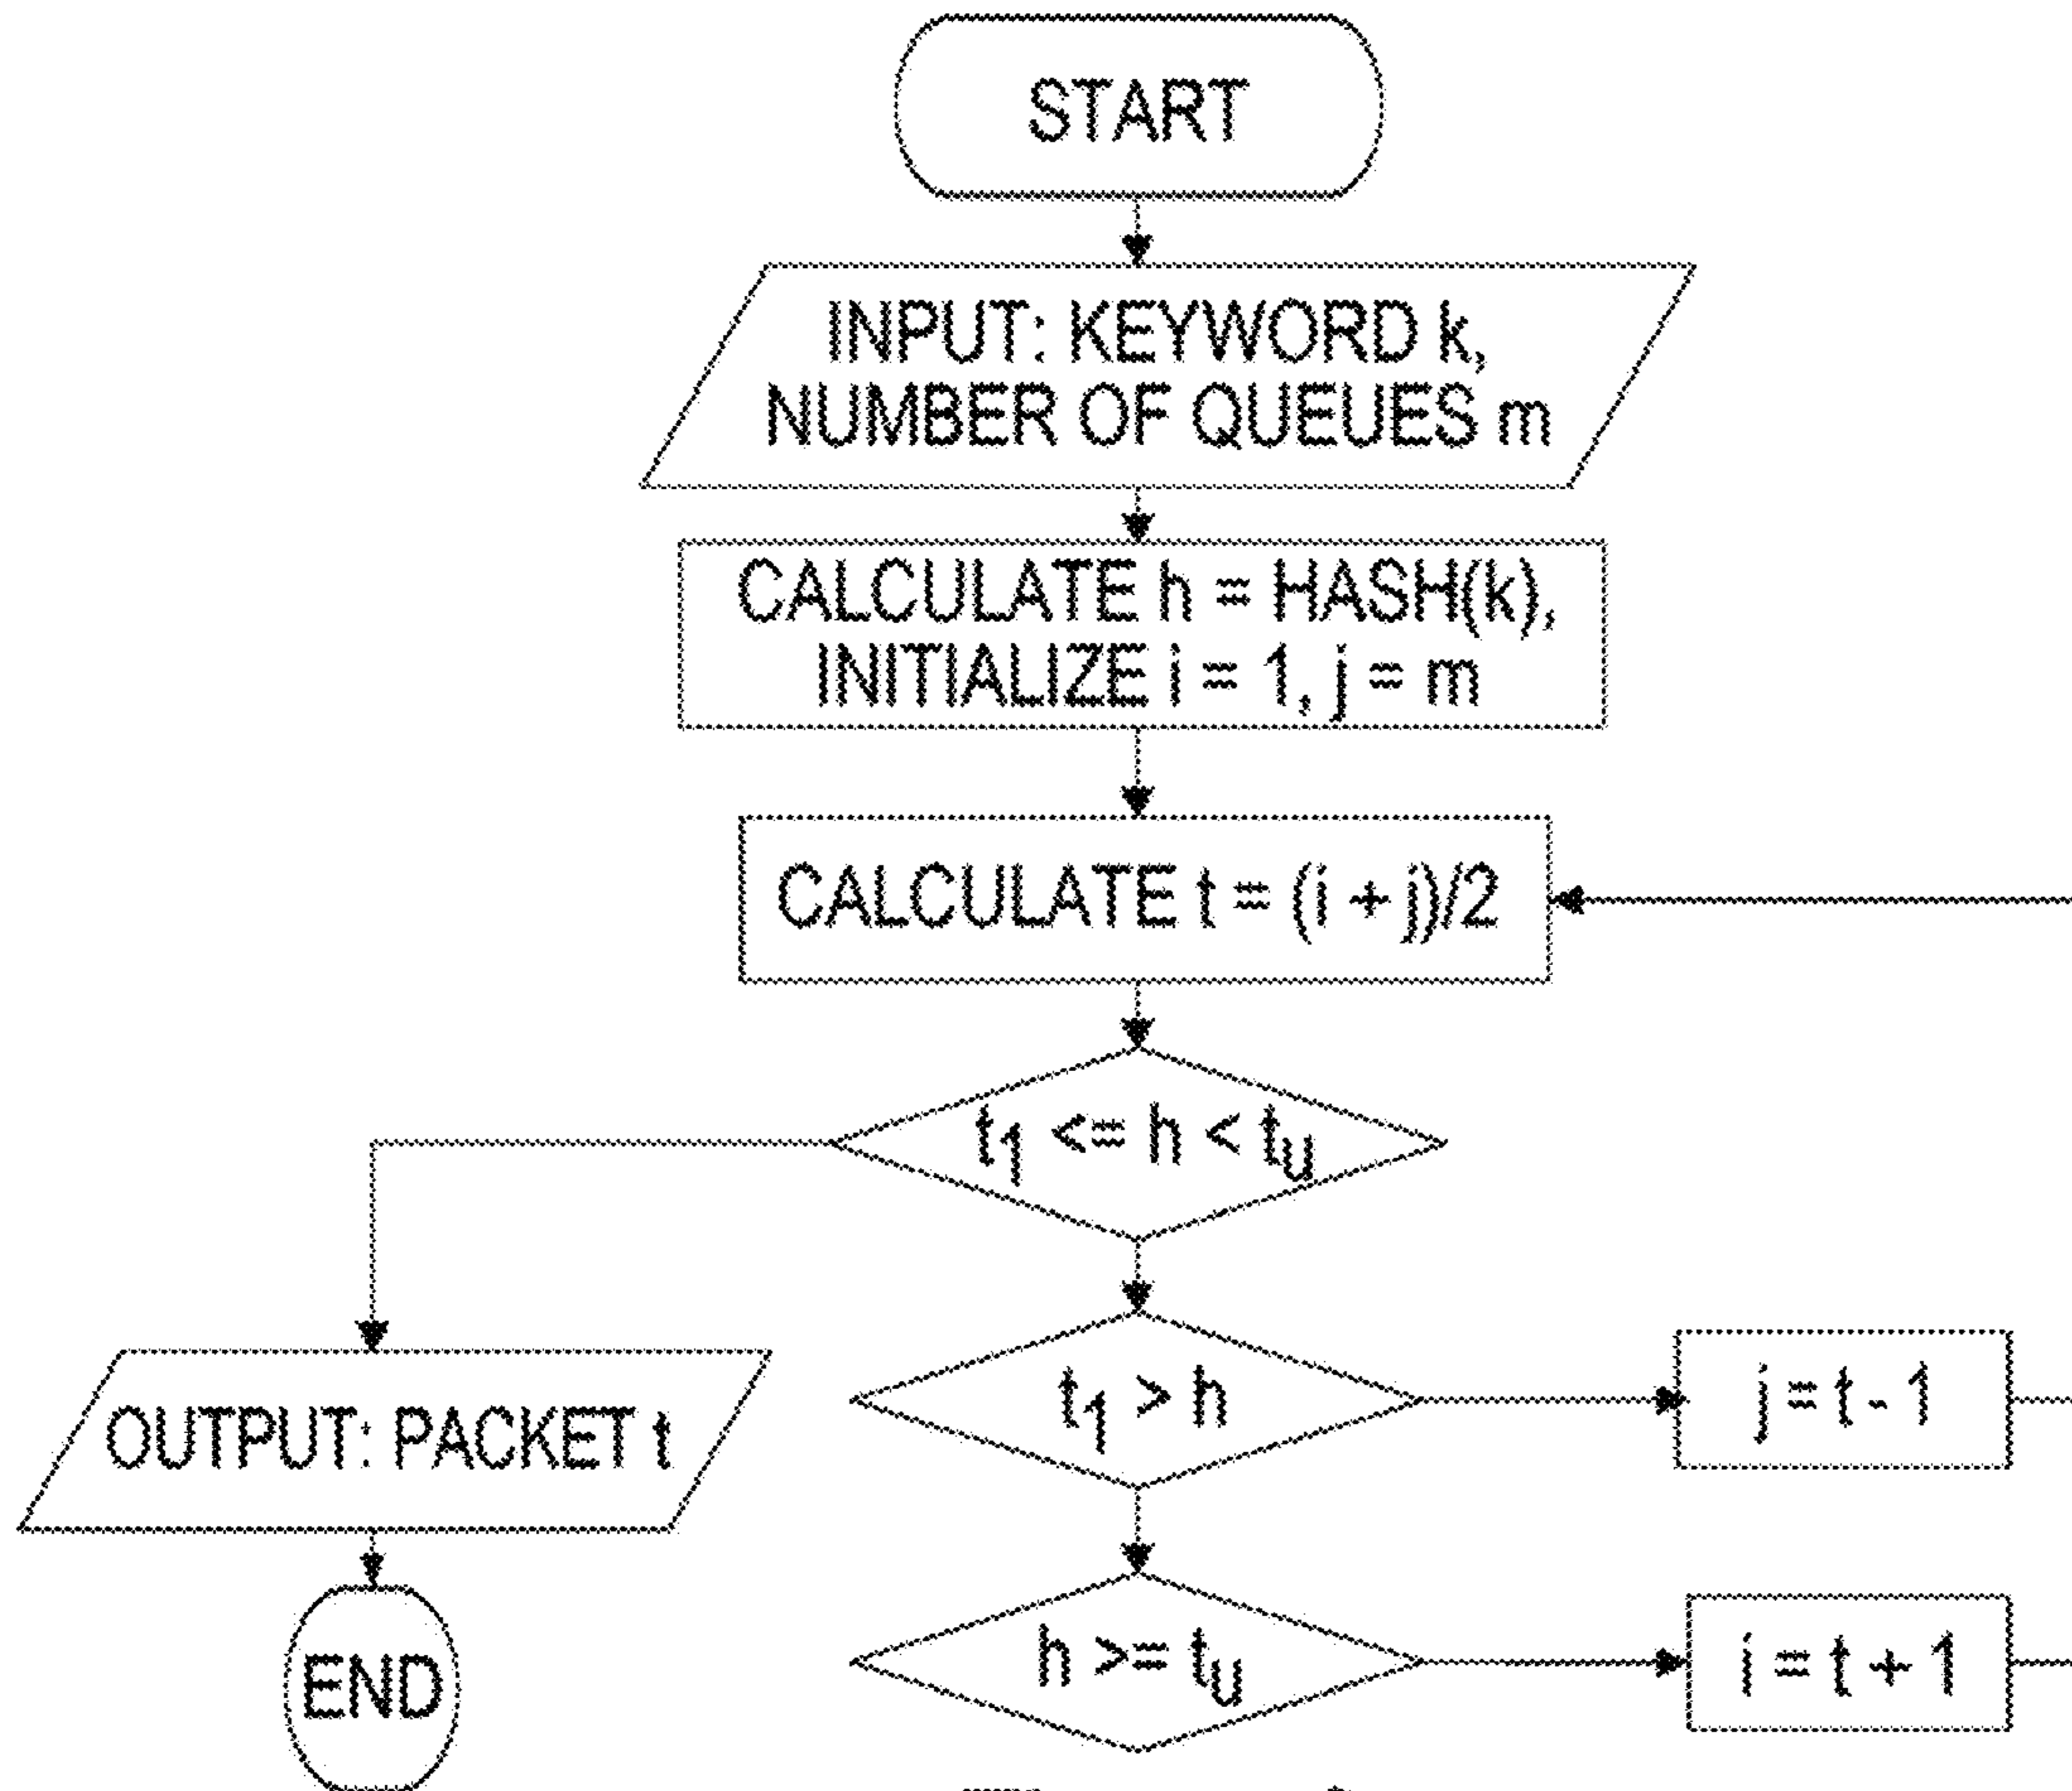 START
INPUT: KEYWORD k,
NUMBER OF QUEUES m
CALCULATE h = HASH(k),
INITIALIZE i = 1, j = m
CALCULATE t = (i + j)/2
t1 <= h < tu
t1 > h
j = t - 1
OUTPUT: PACKET t
h >= tu
i = t + 1
END